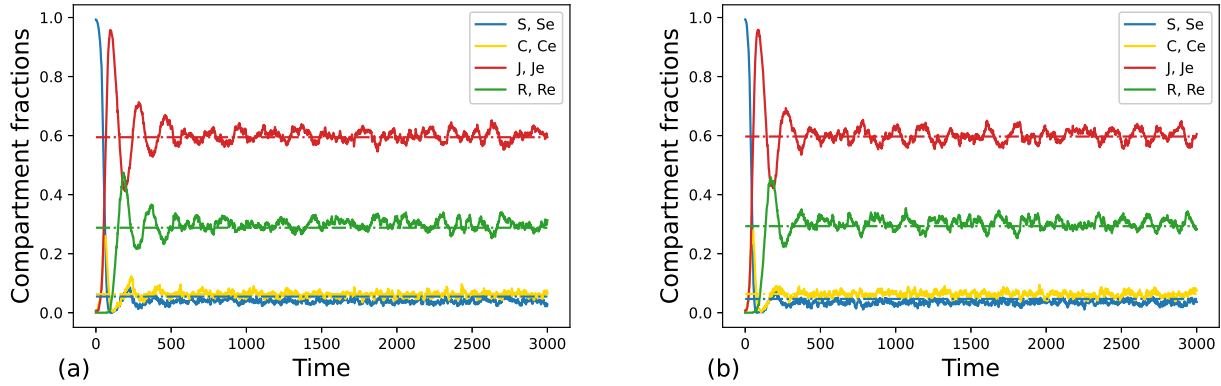 Compartment fractions
1.0
0.8
0.6
0.4
0.2
0.0
S, Se
C, Ce
J, Je
R, Re
0
500
1000
1500
2000
2500
3000
Time
(a)
Compartment fractions
1.0
0.8
0.6
0.4
0.2
0.0
S, Se
C, Ce
J, Je
R, Re
0
500
1000
1500
2000
2500
3000
Time
(b)